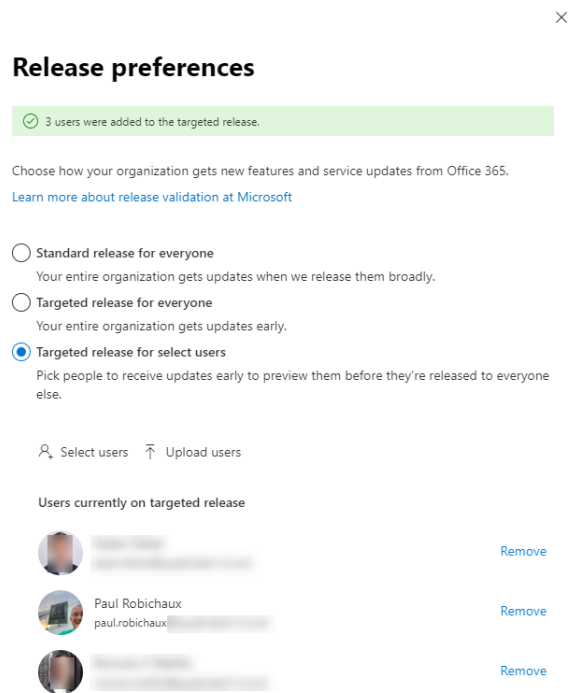 Release preferences
3 users were added to the targeted release.
Choose how your organization gets new features and service updates from Office 365.
Learn more about release validation at Microsoft
Standard release for everyone
Your entire organization gets updates when we release them broadly.
Targeted release for everyone
Your entire organization gets updates early.
Targeted release for select users
Pick people to receive updates early to preview them before they're released to everyone
else.
Select users Upload users
Users currently on targeted release
Remove
Paul Robichaux
paul.robichaux
Remove
Remove